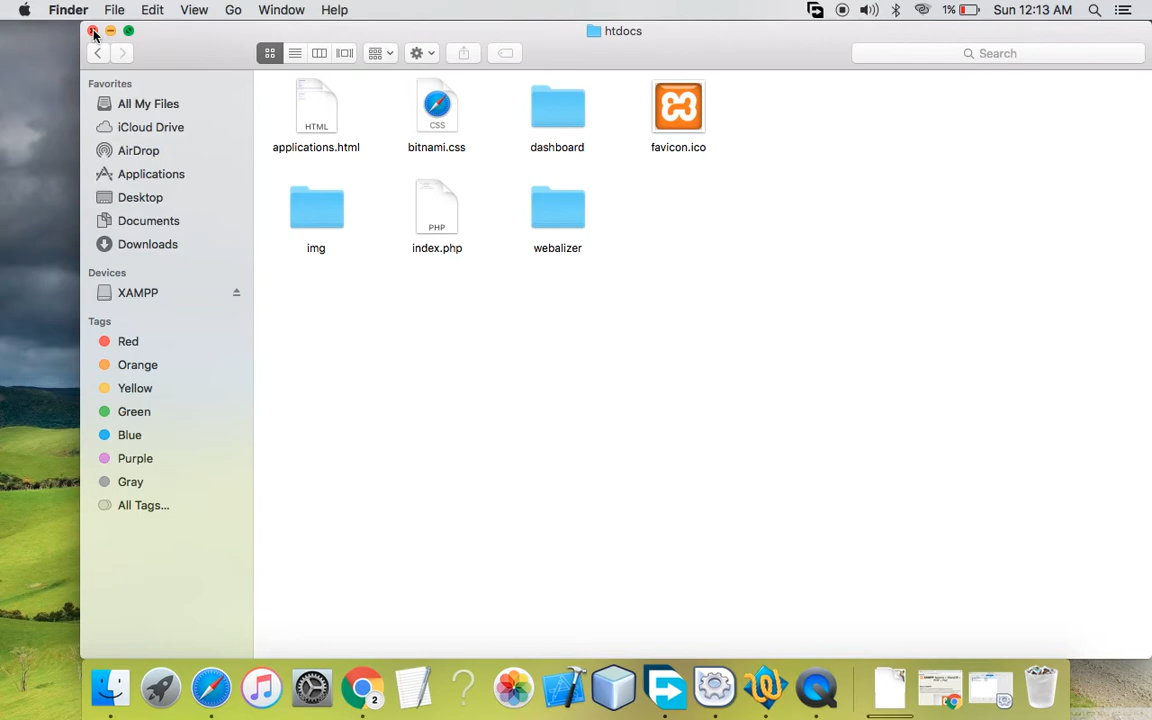 Finder File Edit View Go Window Help 1% Sun 12:13 AM
htdocs
Search
Favorites
All My Files
iCloud Drive
AirDrop
Applications
Desktop
Documents
Downloads
Devices
XAMPP
Tags
Red
Orange
Yellow
Green
Blue
Purple
Gray
All Tags...
HTML
CSS
applications.html bitnami.css dashboard favicon.ico
PHP
img index.php webalizer
2